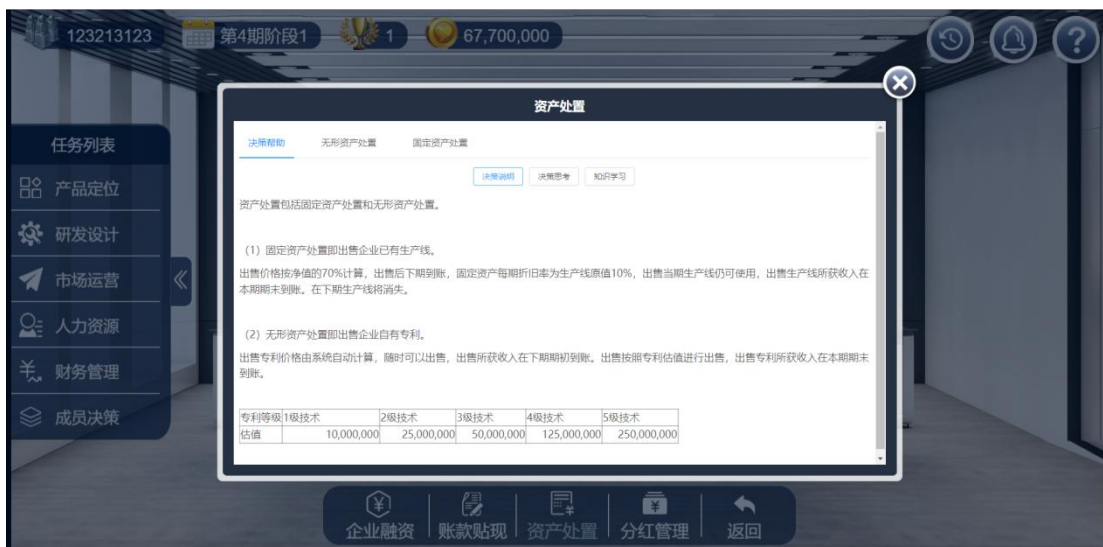 123213123
第4期阶段1
1
67,700,000
?
任务列表
产品定位
研发设计
市场运营
人力资源
财务管理
成员决策
资产处置
决策帮助 无形资产处置 固定资产处置
决策说明 决策思考 知识学习
资产处置包括固定资产处置和无形资产处置。
（1）固定资产处置即出售企业已有生产线。
出售价格按净值的70%计算，出售后下期到账，固定资产每期折旧率为生产线原值10%，出售当期生产线仍可使用，出售生产线所获收入在
本期期末到账。在下期生产线将消失。
（2）无形资产处置即出售企业自有专利。
出售专利价格由系统自动计算，随时可以出售，出售所获收入在下期期初到账。出售按照专利估值进行出售，出售专利所获收入在本期期末
到账。
专利等级 1级技术 2级技术 3级技术 4级技术 5级技术
估值 10,000,000 25,000,000 50,000,000 125,000,000 250,000,000
企业融资 账款贴现 资产处置 分红管理 返回